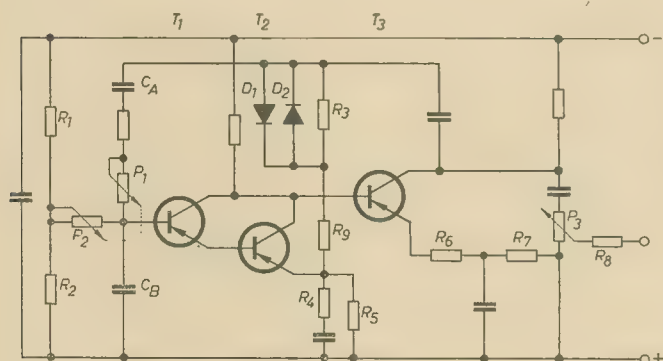 T1 T2 T3
−
CA D1 D2
R1 R3
P1
P2 P3
R9 R6 R7 R8
R2 CB R4 R5
+